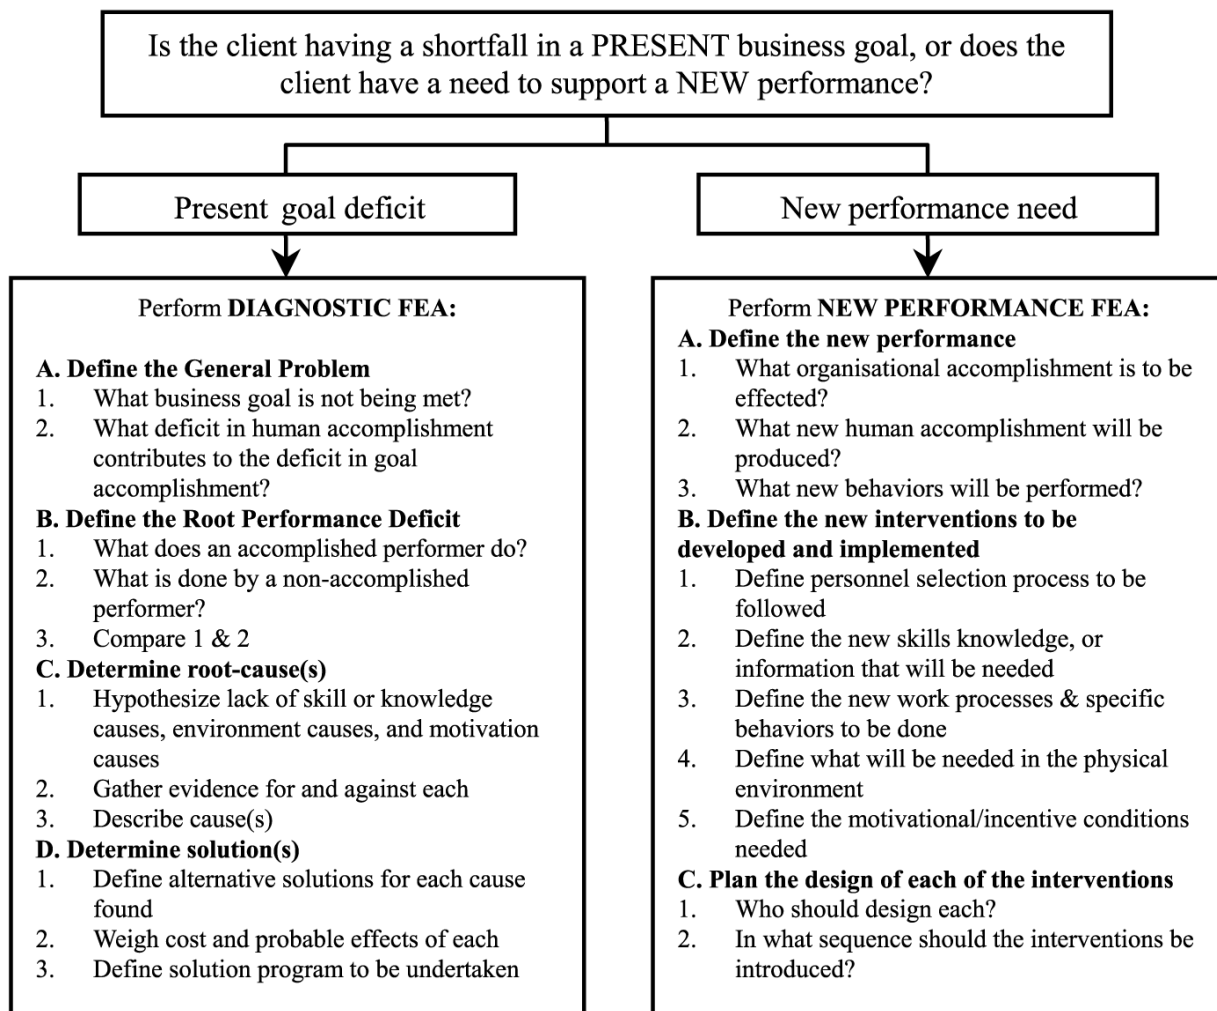 Is the client having a shortfall in a PRESENT business goal, or does the
client have a need to support a NEW performance?
Present goal deficit
New performance need
Perform DIAGNOSTIC FEA:
A. Define the General Problem
1. What business goal is not being met?
2. What deficit in human accomplishment
contributes to the deficit in goal
accomplishment?
B. Define the Root Performance Deficit
1. What does an accomplished performer do?
2. What is done by a non-accomplished
performer?
3. Compare 1 & 2
C. Determine root-cause(s)
1. Hypothesize lack of skill or knowledge
causes, environment causes, and motivation
causes
2. Gather evidence for and against each
3. Describe cause(s)
D. Determine solution(s)
1. Define alternative solutions for each cause
found
2. Weigh cost and probable effects of each
3. Define solution program to be undertaken
Perform NEW PERFORMANCE FEA:
A. Define the new performance
1. What organisational accomplishment is to be
effected?
2. What new human accomplishment will be
produced?
3. What new behaviors will be performed?
B. Define the new interventions to be
developed and implemented
1. Define personnel selection process to be
followed
2. Define the new skills knowledge, or
information that will be needed
3. Define the new work processes & specific
behaviors to be done
4. Define what will be needed in the physical
environment
5. Define the motivational/incentive conditions
needed
C. Plan the design of each of the interventions
1. Who should design each?
2. In what sequence should the interventions be
introduced?